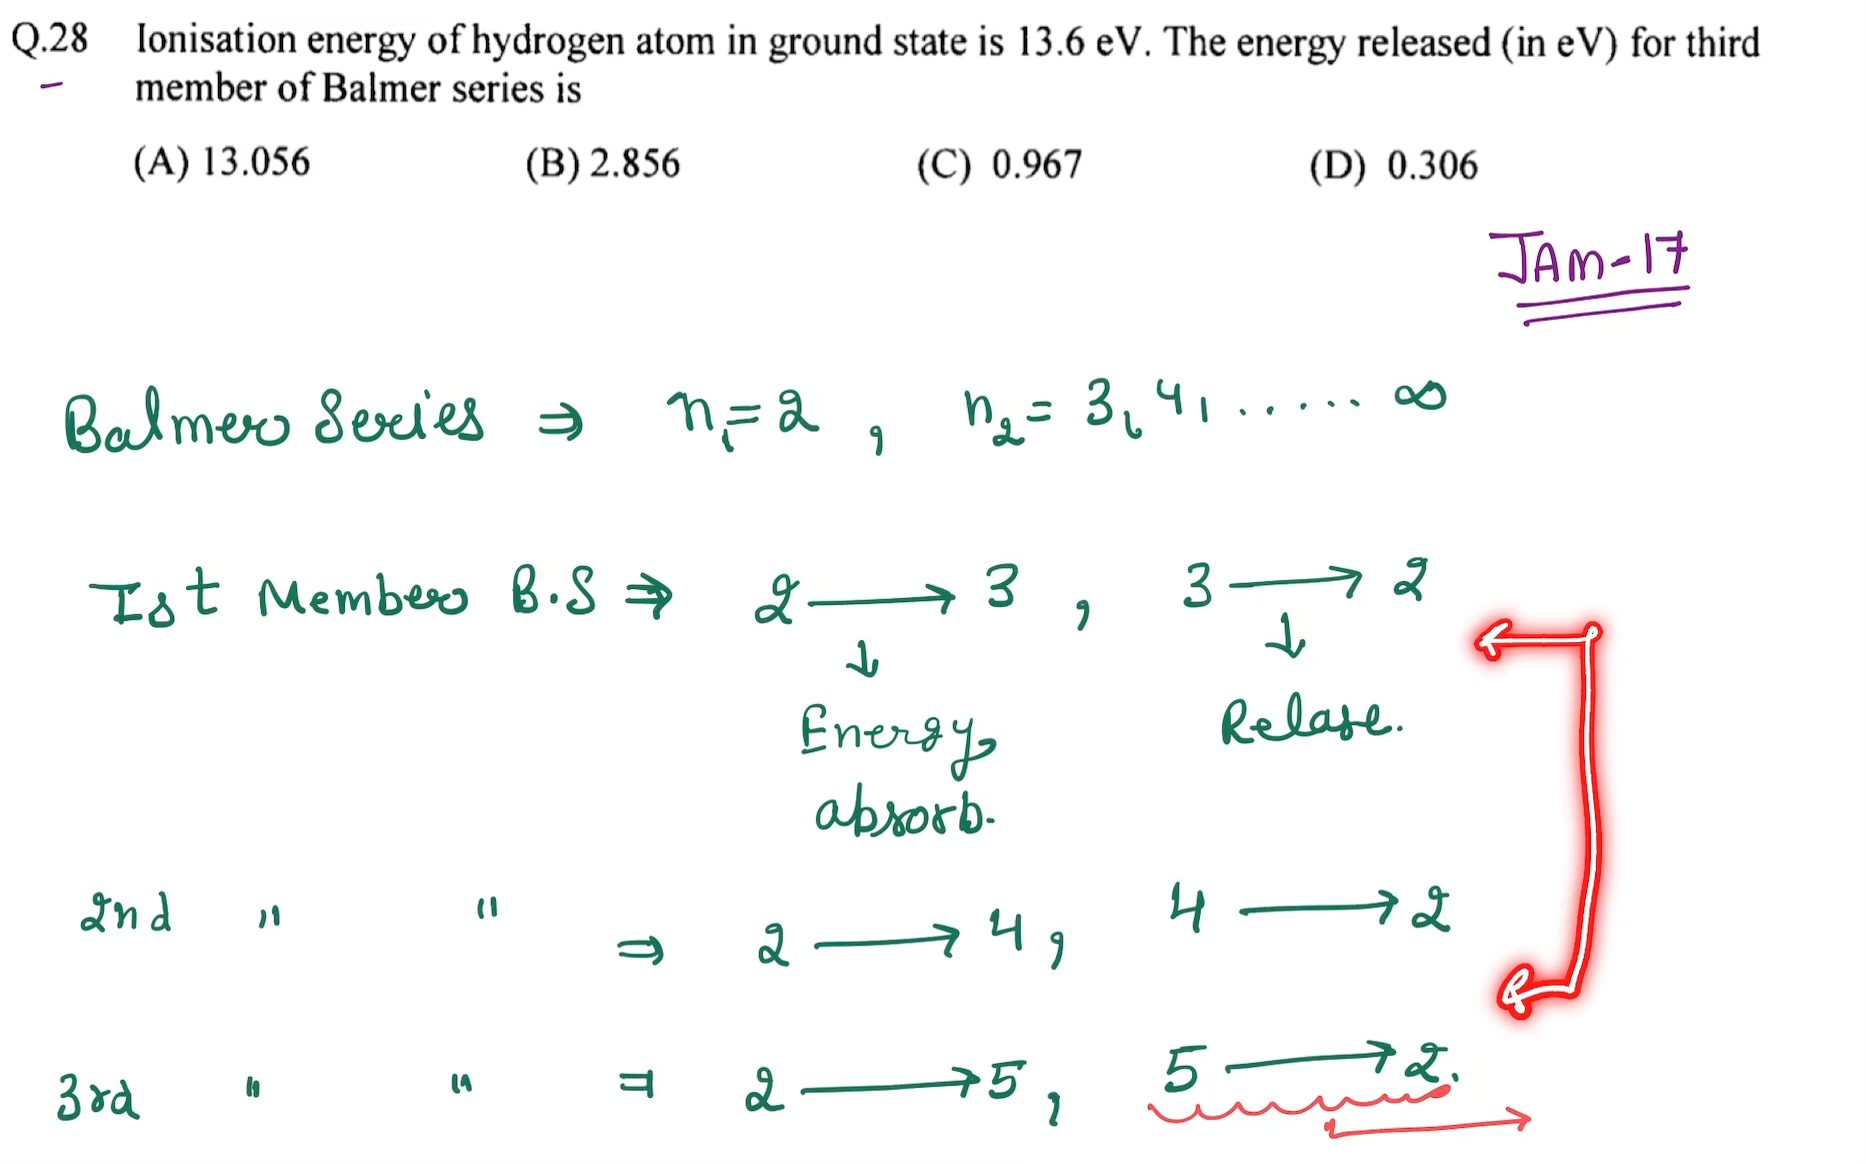 Q.28 Ionisation energy of hydrogen atom in ground state is 13.6 eV. The energy released (in eV) for third
member of Balmer series is
(A) 13.056 (B) 2.856 (C) 0.967 (D) 0.306
JAM-17
Balmer Series ⇒ n₁=2 , n₂ = 3, 4, ...... ∞
Ist Member B.S ⇒ 2 → 3 , 3 → 2
↓ ↓
Energy Relase.
absorb.
2nd " " ⇒ 2 → 4, 4 → 2
3rd " " ⇒ 2 → 5, 5 → 2.